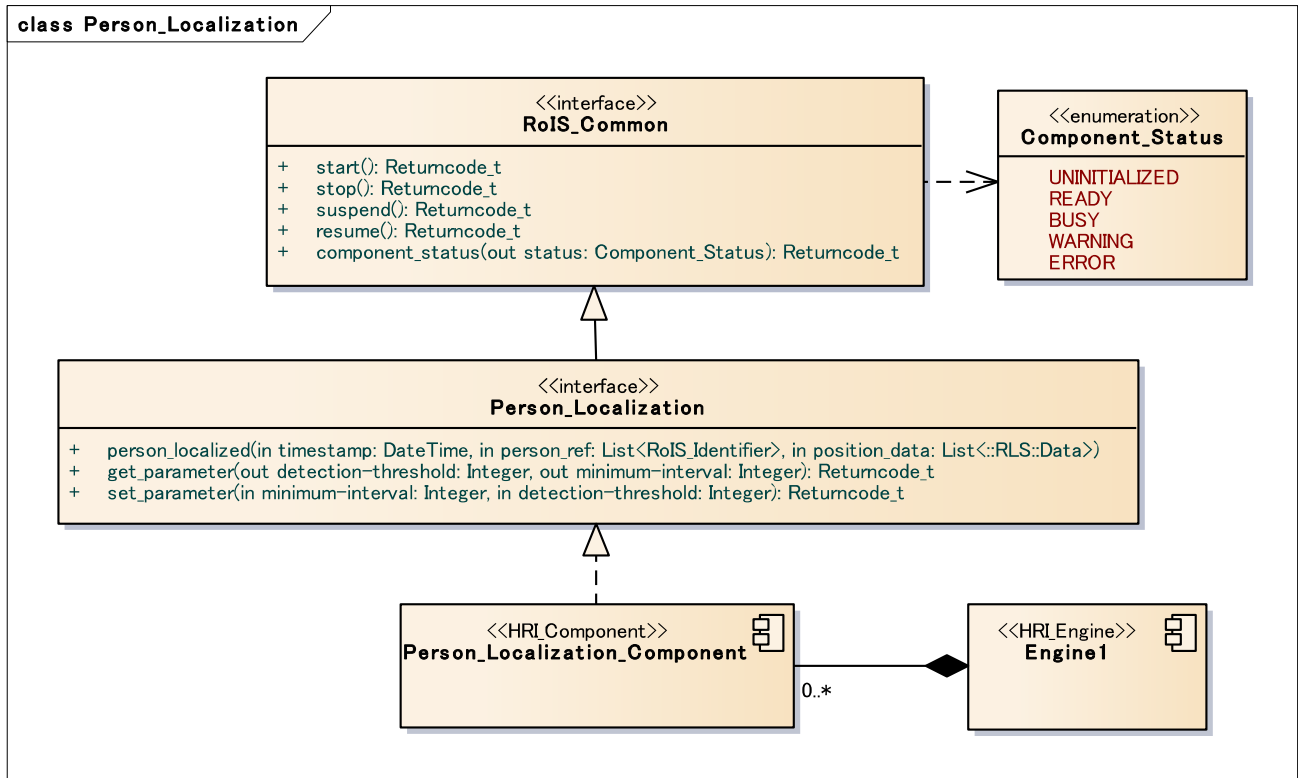 class Person_Localization
<<interface>>
RoIS_Common
+ start(): Returncode_t
+ stop(): Returncode_t
+ suspend(): Returncode_t
+ resume(): Returncode_t
+ component_status(out status: Component_Status): Returncode_t
<<enumeration>>
Component_Status
UNINITIALIZED
READY
BUSY
WARNING
ERROR
<<interface>>
Person_Localization
+ person_localized(in timestamp: DateTime, in person_ref: List<RoIS_Identifier>, in position_data: List<::RLS::Data>)
+ get_parameter(out detection-threshold: Integer, out minimum-interval: Integer): Returncode_t
+ set_parameter(in minimum-interval: Integer, in detection-threshold: Integer): Returncode_t
<<HRI_Component>>
Person_Localization_Component
0..*
<<HRI_Engine>>
Engine1